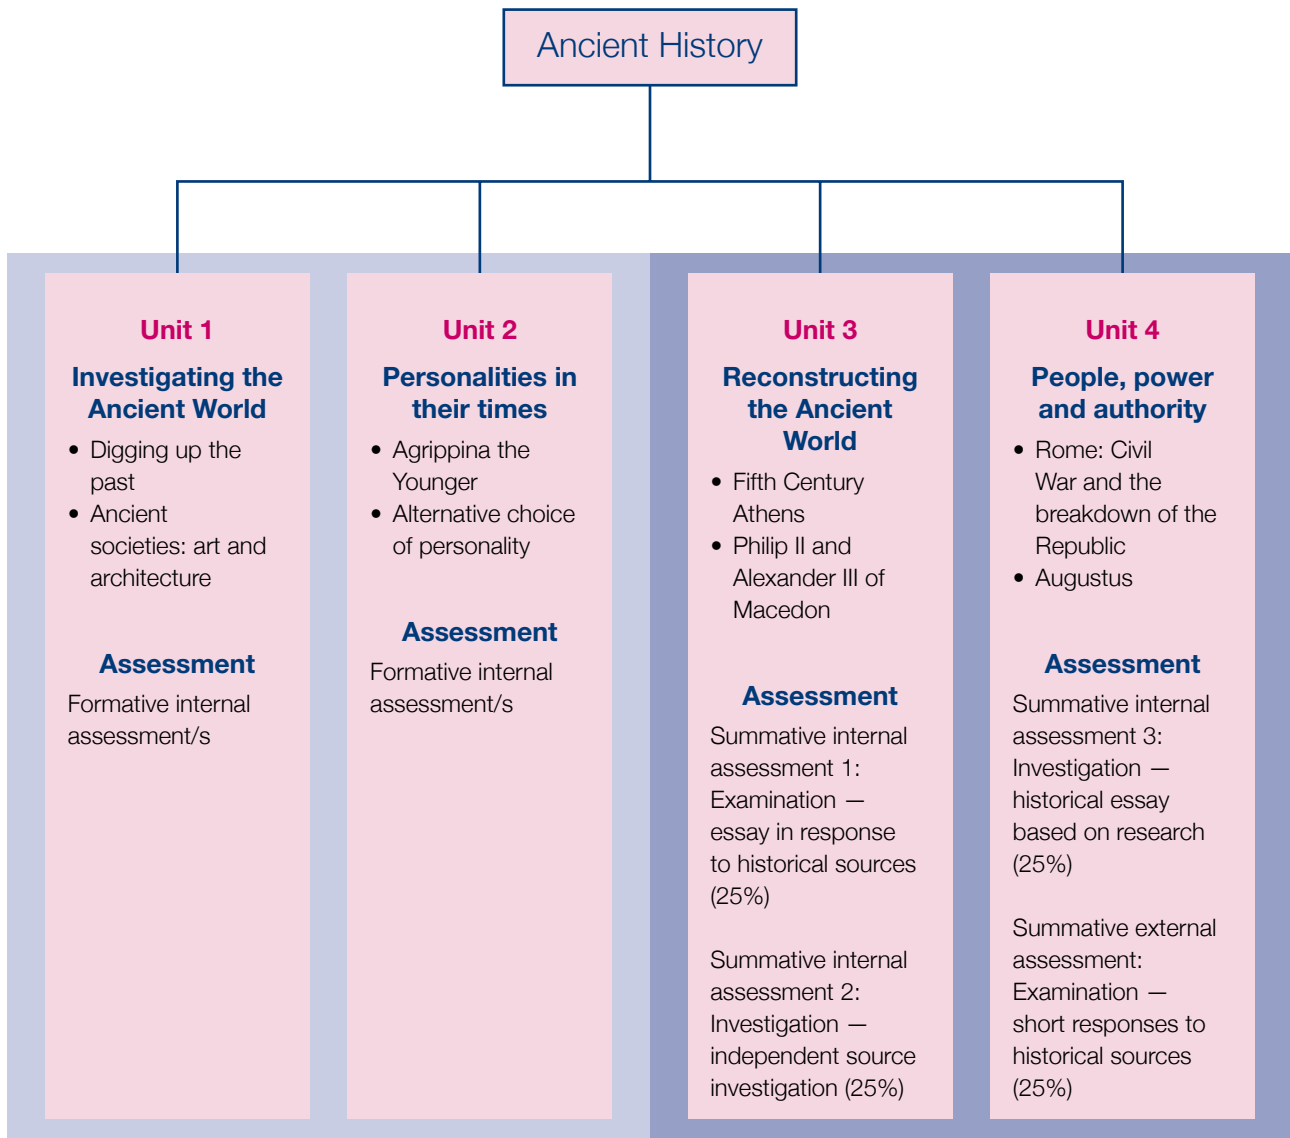 Ancient History
Unit 1
Investigating the
Ancient World
• Digging up the
past
• Ancient
societies: art and
architecture
Assessment
Formative internal
assessment/s
Unit 2
Personalities in
their times
• Agrippina the
Younger
• Alternative choice
of personality
Assessment
Formative internal
assessment/s
Unit 3
Reconstructing
the Ancient
World
• Fifth Century
Athens
• Philip II and
Alexander III of
Macedon
Assessment
Summative internal
assessment 1:
Examination —
essay in response
to historical sources
(25%)
Summative internal
assessment 2:
Investigation —
independent source
investigation (25%)
Unit 4
People, power
and authority
• Rome: Civil
War and the
breakdown of the
Republic
• Augustus
Assessment
Summative internal
assessment 3:
Investigation —
historical essay
based on research
(25%)
Summative external
assessment:
Examination —
short responses to
historical sources
(25%)